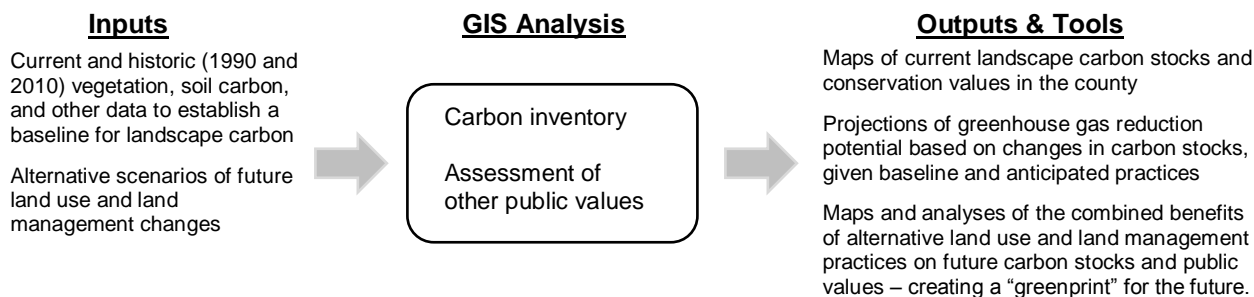 Inputs
Current and historic (1990 and
2010) vegetation, soil carbon,
and other data to establish a
baseline for landscape carbon
Alternative scenarios of future
land use and land
management changes
GIS Analysis
Carbon inventory
Assessment of
other public values
Outputs & Tools
Maps of current landscape carbon stocks and
conservation values in the county
Projections of greenhouse gas reduction
potential based on changes in carbon stocks,
given baseline and anticipated practices
Maps and analyses of the combined benefits
of alternative land use and land management
practices on future carbon stocks and public
values – creating a “greenprint” for the future.